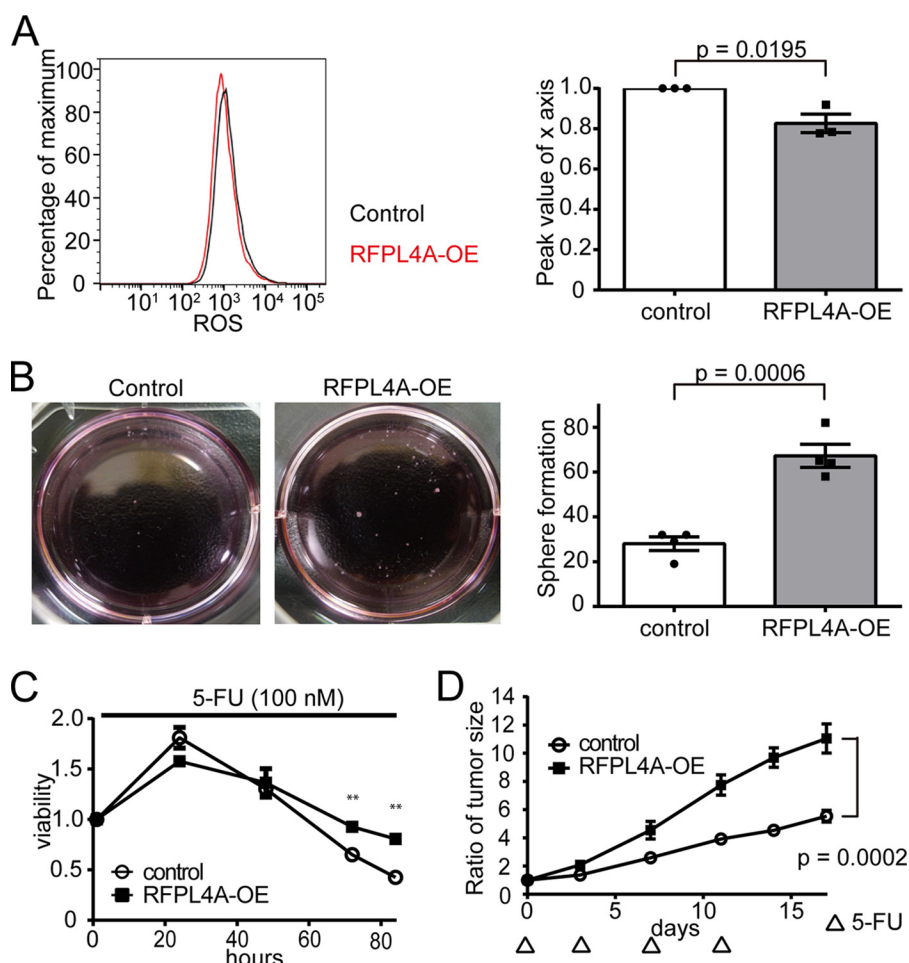 A
Percentage of maximum
100
80
60
40
20
0
10¹ 10² 10³ 10⁴ 10⁵
ROS
Control
RFPL4A-OE
p = 0.0195
Peak value of x axis
1.0
0.8
0.6
0.4
0.2
0
control RFPL4A-OE
B
Control RFPL4A-OE
p = 0.0006
Sphere formation
80
60
40
20
0
control RFPL4A-OE
C
5-FU (100 nM)
viability
2.0
1.5
1.0
0.5
0
** **
control
RFPL4A-OE
0 20 40 60 80
hours
D
Ratio of tumor size
14
12
10
8
6
4
2
0
control
RFPL4A-OE
p = 0.0002
0 5 10 15
days
△ 5-FU
△ △ △ △